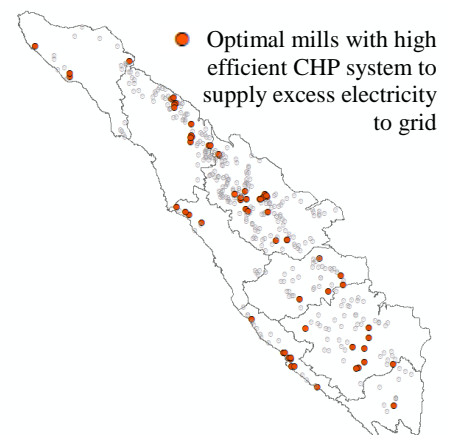 Optimal mills with high
efficient CHP system to
supply excess electricity
to grid